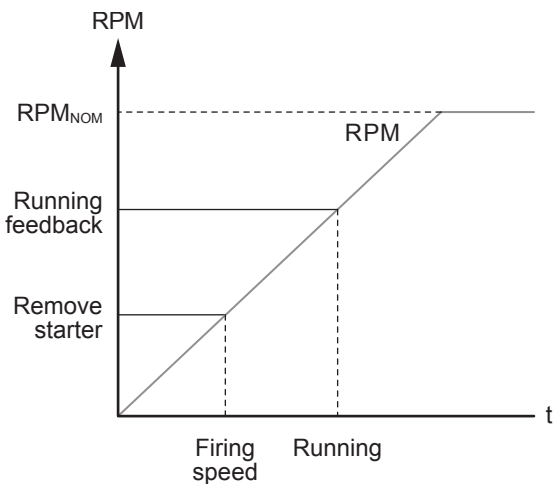 RPM
RPMNOM
RPM
Running
feedback
Remove
starter
t
Firing
speed
Running